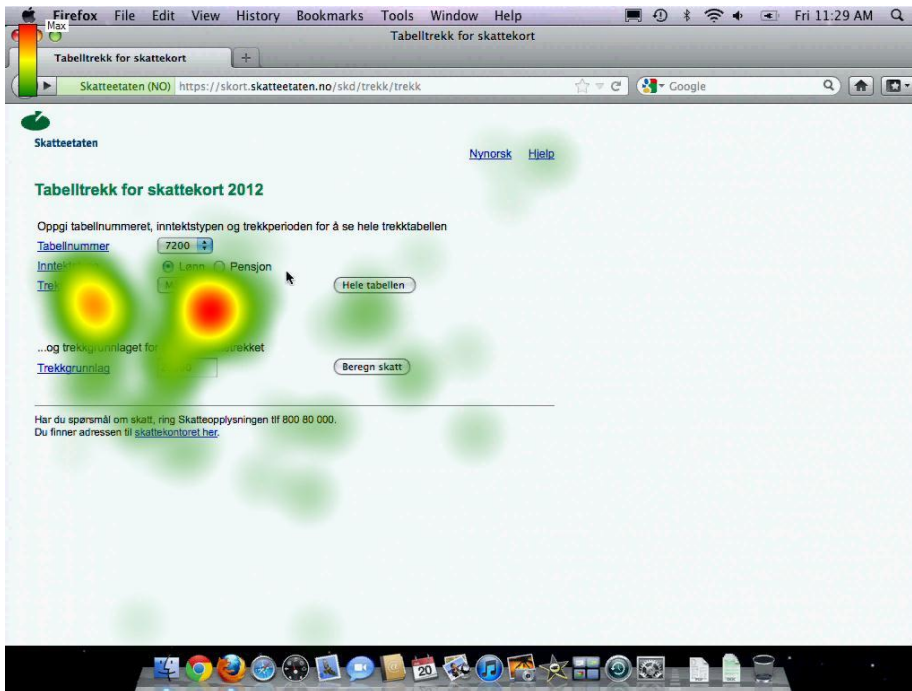 Firefox File Edit View History Bookmarks Tools Window Help Fri 11:29 AM
Max
Tabelltrekk for skattekort
Tabelltrekk for skattekort
Skatteetaten (NO) https://skort.skatteetaten.no/skd/trekk/trekk Google
Skatteetaten
Nynorsk Hjelp
Tabelltrekk for skattekort 2012
Oppgi tabellnummeret, inntektstypen og trekkperioden for å se hele trekktabellen
Tabellnummer 7200
Lønn Pensjon
Hele tabellen
...og trekkgrunnlaget for
Trekkgrunnlag Beregn skatt
Har du spørsmål om skatt, ring Skatteopplysningen tlf 800 80 000.
Du finner adressen til skattekontoret her.
20